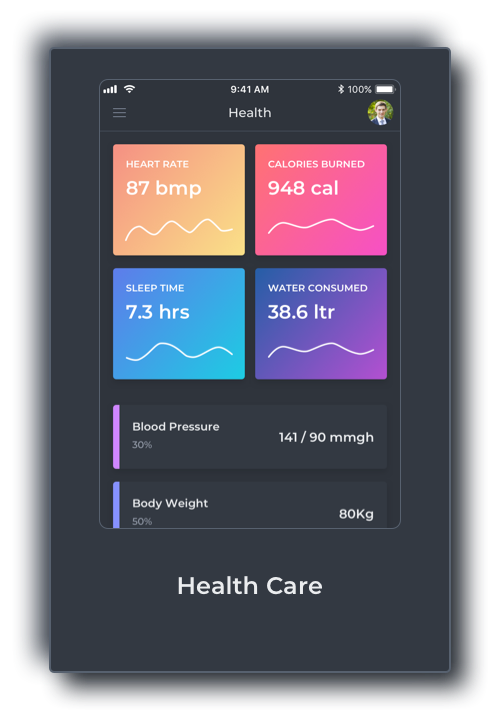 9:41 AM
100%
Health
HEART RATE
87 bmp
CALORIES BURNED
948 cal
SLEEP TIME
7.3 hrs
WATER CONSUMED
38.6 ltr
Blood Pressure
30%
141 / 90 mmgh
Body Weight
50%
80Kg
Health Care